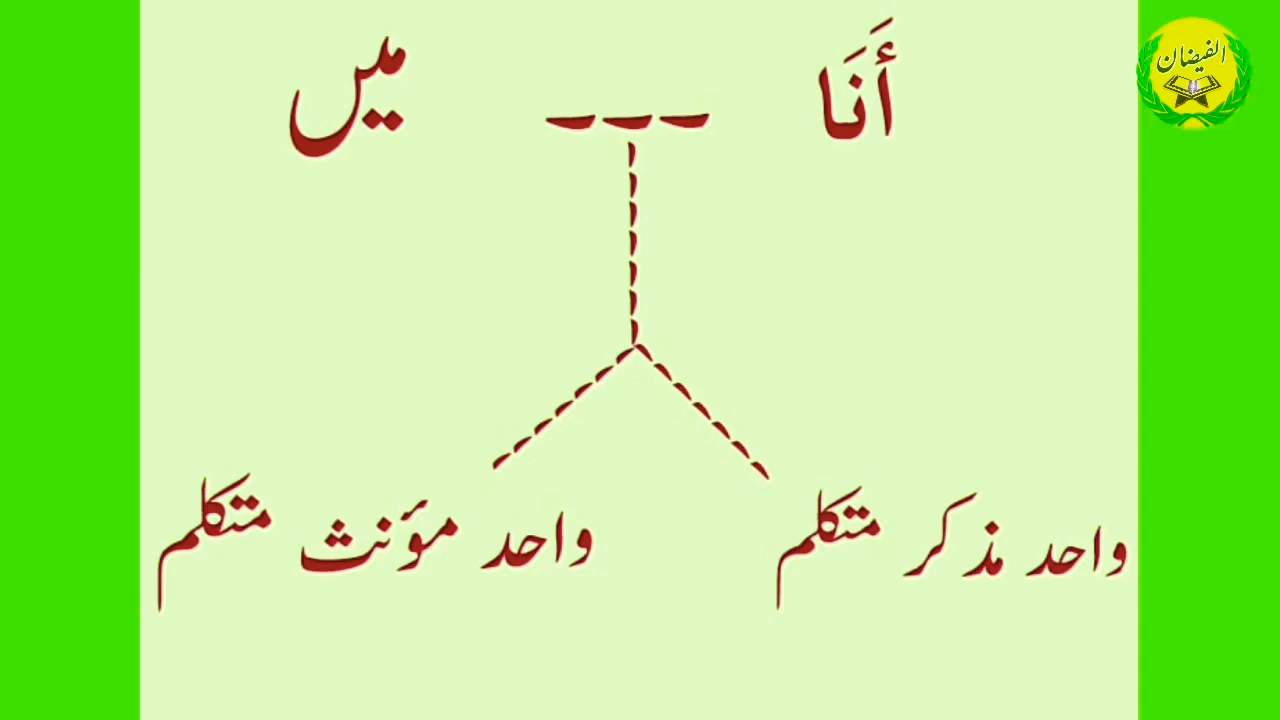 الفیضان
أَنَا ۔۔۔ میں
واحد مذکر متکلم
واحد مؤنث متکلم